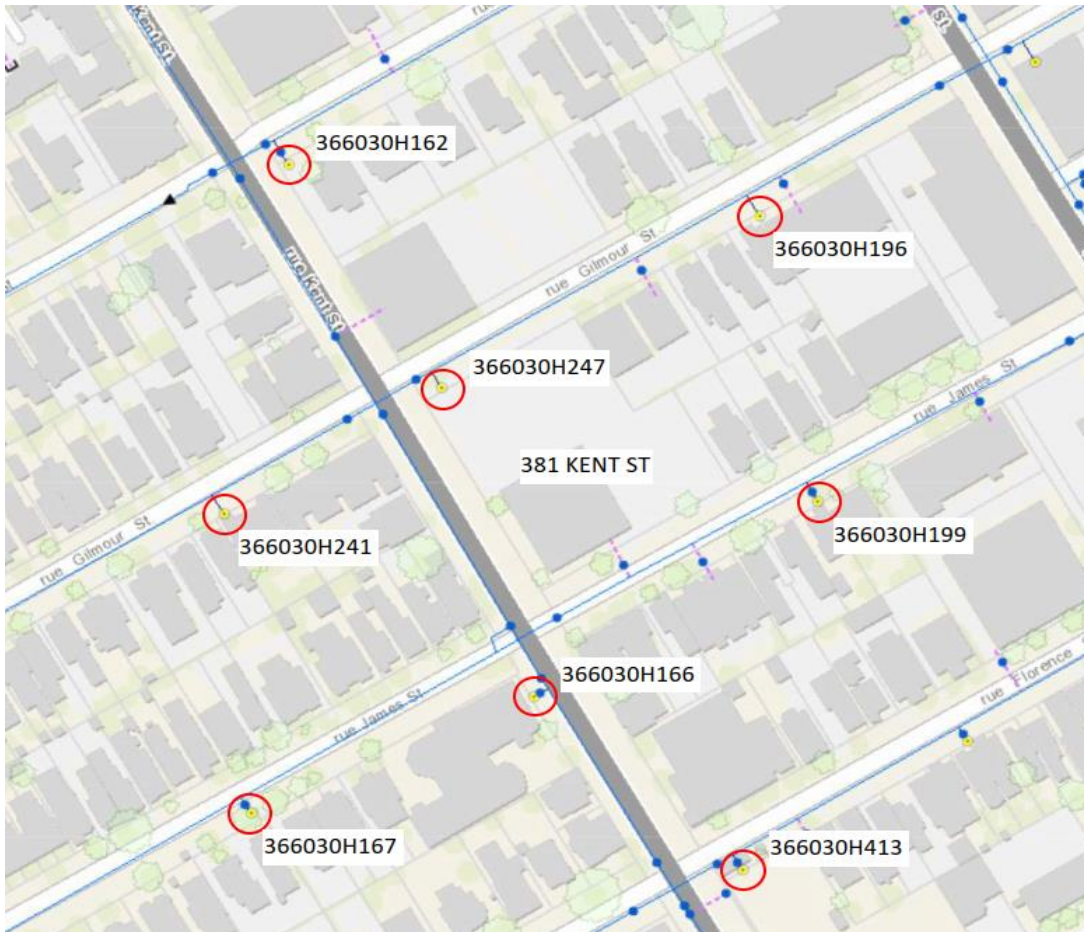 Kent St.
St.
366030H162
rue Kent St
366030H196
rue Gilmour St
366030H247
rue James St
381 KENT ST
366030H241
366030H199
rue Gilmour St
366030H166
rue Florence
rue James St
366030H167
366030H413